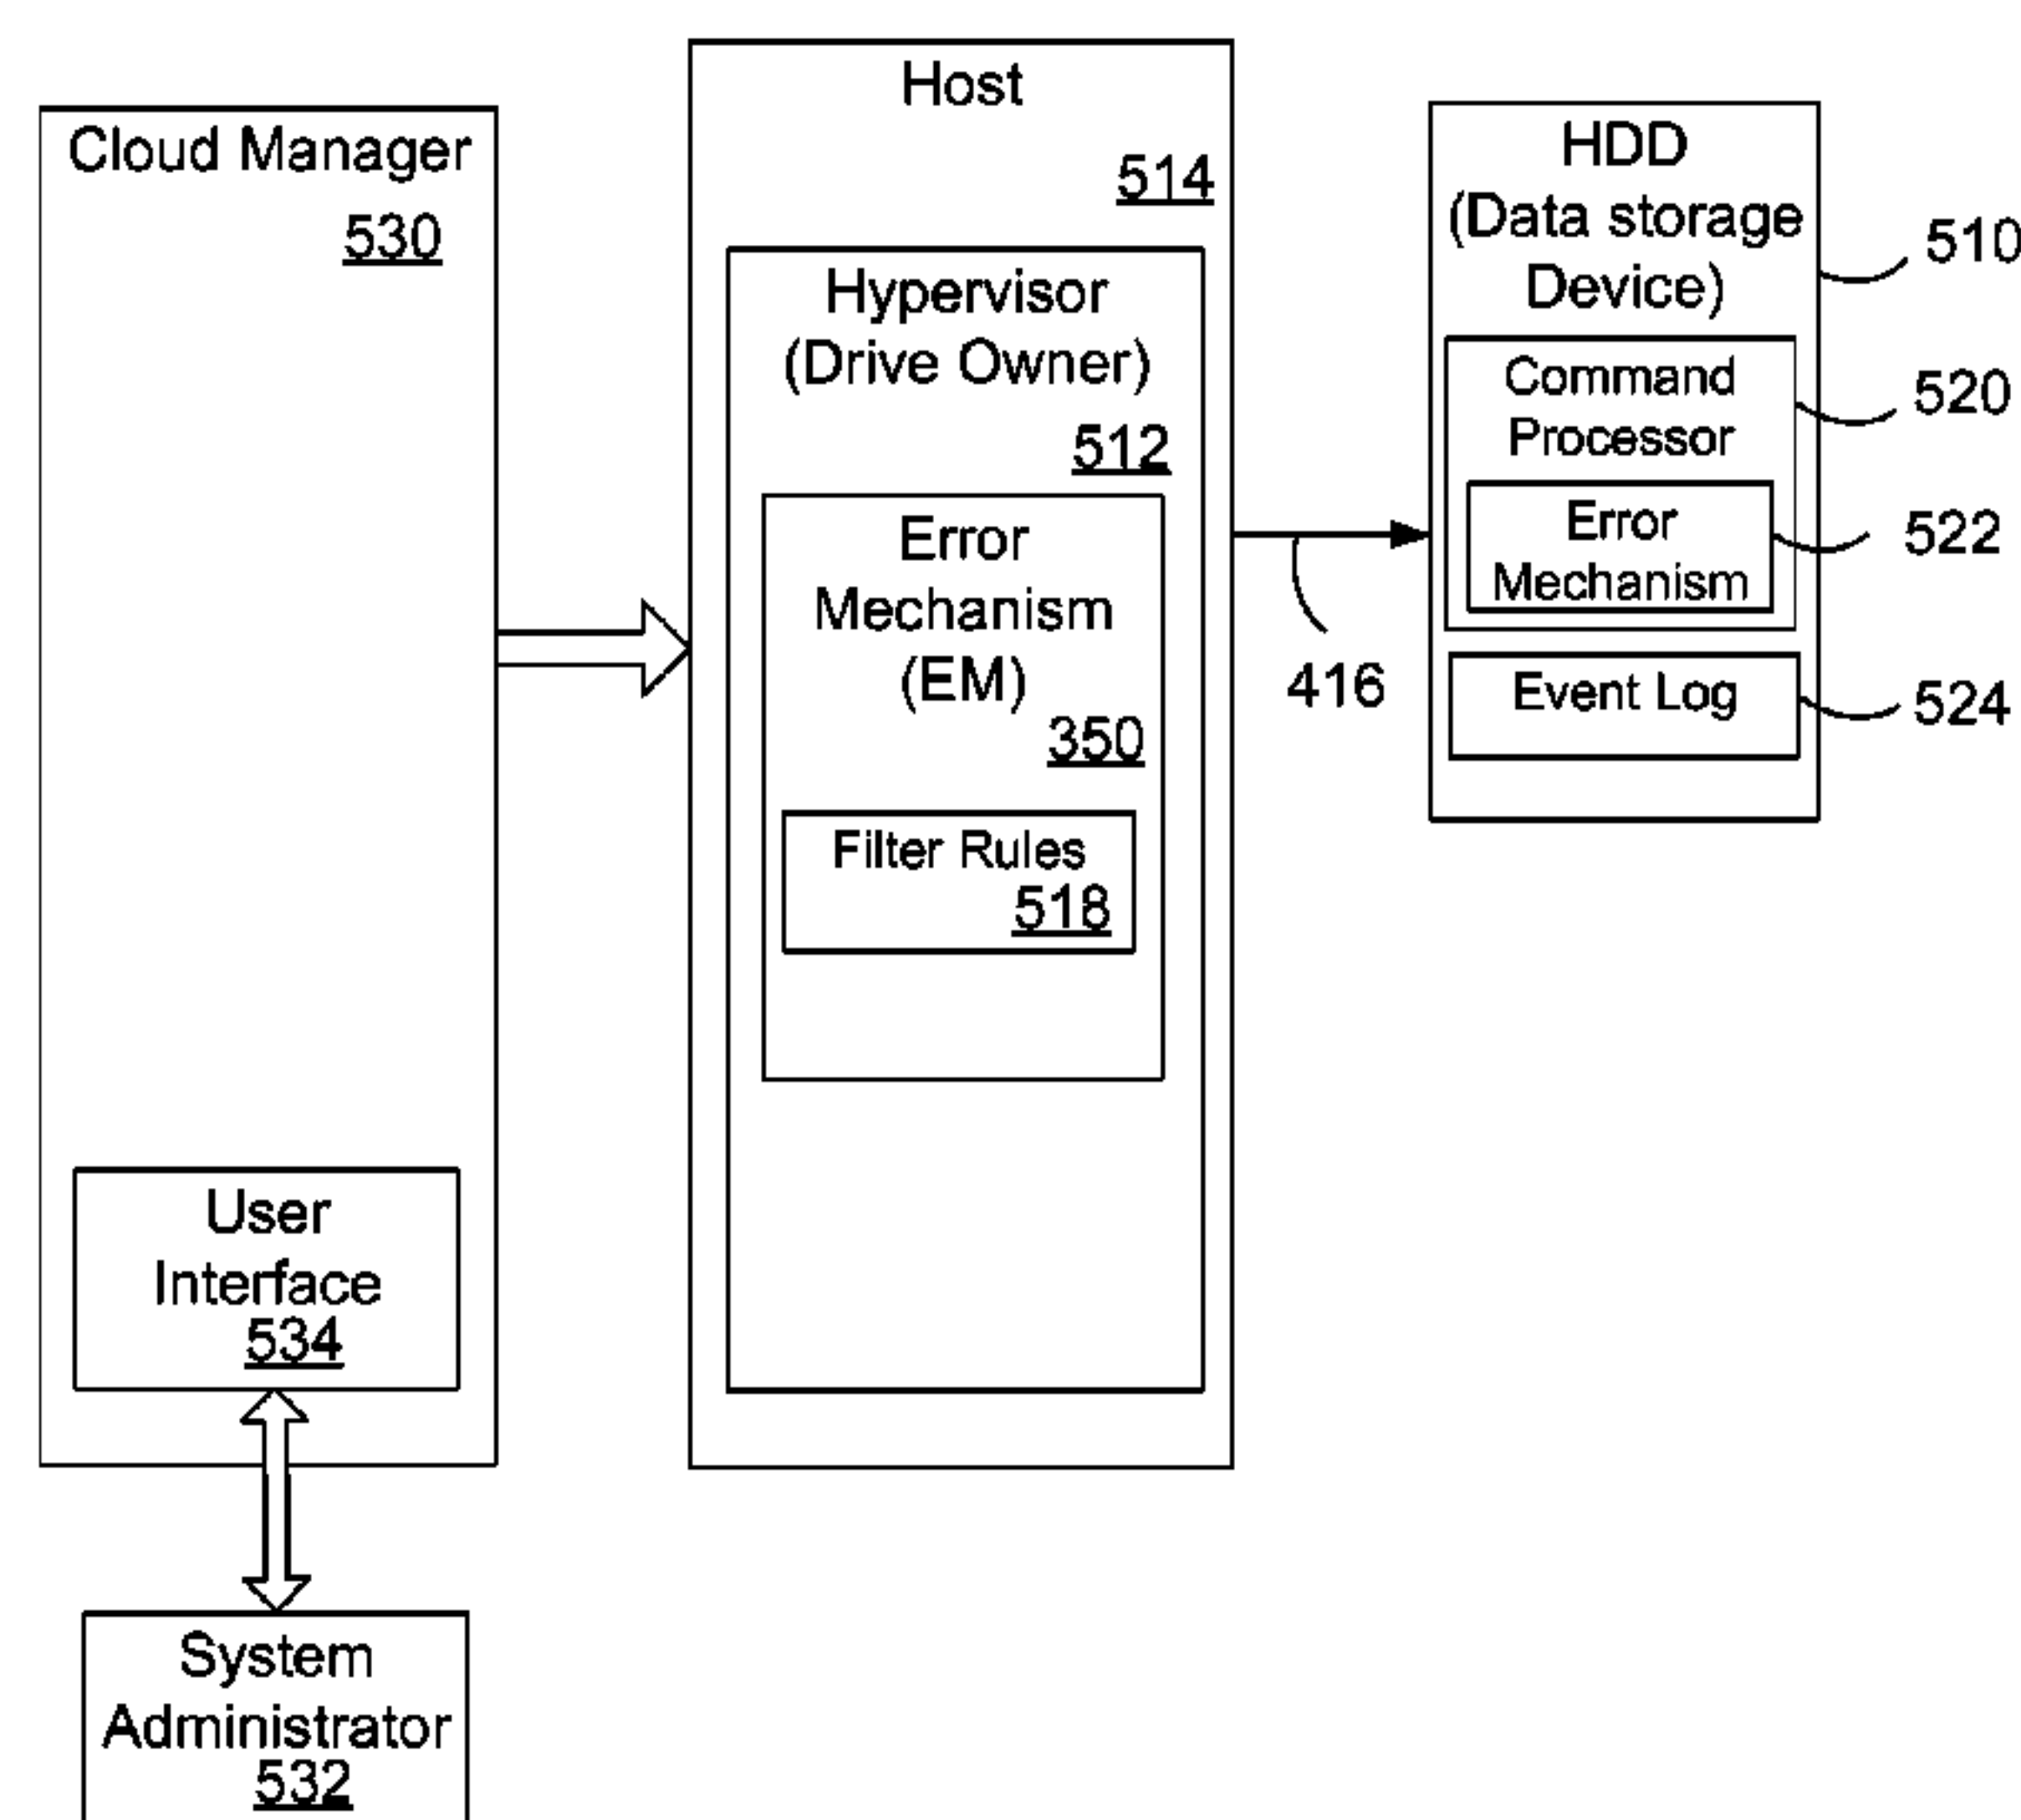 Cloud Manager
530
User
Interface
534
System
Administrator
532
Host
514
Hypervisor
(Drive Owner)
512
Error
Mechanism
(EM)
350
Filter Rules
518
416
HDD
(Data storage
Device)
510
Command
Processor
520
Error
Mechanism
522
Event Log
524